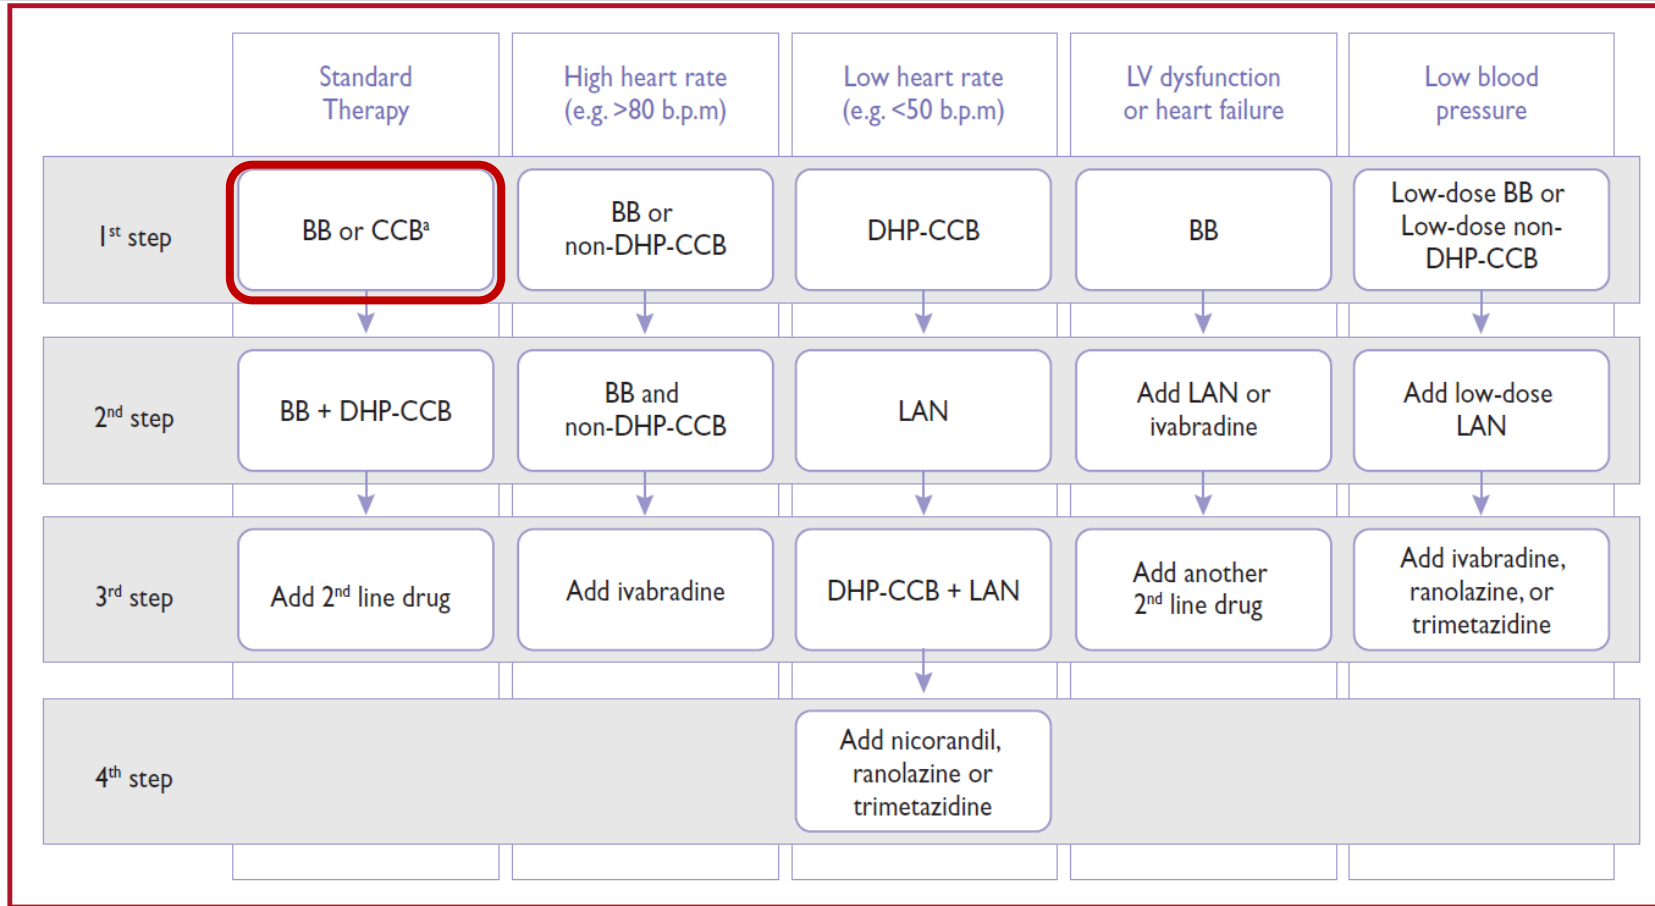 Standard
Therapy
High heart rate
(e.g. >80 b.p.m)
Low heart rate
(e.g. <50 b.p.m)
LV dysfunction
or heart failure
Low blood
pressure
1st step
BB or CCBa
BB or
non-DHP-CCB
DHP-CCB
BB
Low-dose BB or
Low-dose non-
DHP-CCB
2nd step
BB + DHP-CCB
BB and
non-DHP-CCB
LAN
Add LAN or
ivabradine
Add low-dose
LAN
3rd step
Add 2nd line drug
Add ivabradine
DHP-CCB + LAN
Add another
2nd line drug
Add ivabradine,
ranolazine, or
trimetazidine
4th step
Add nicorandil,
ranolazine or
trimetazidine